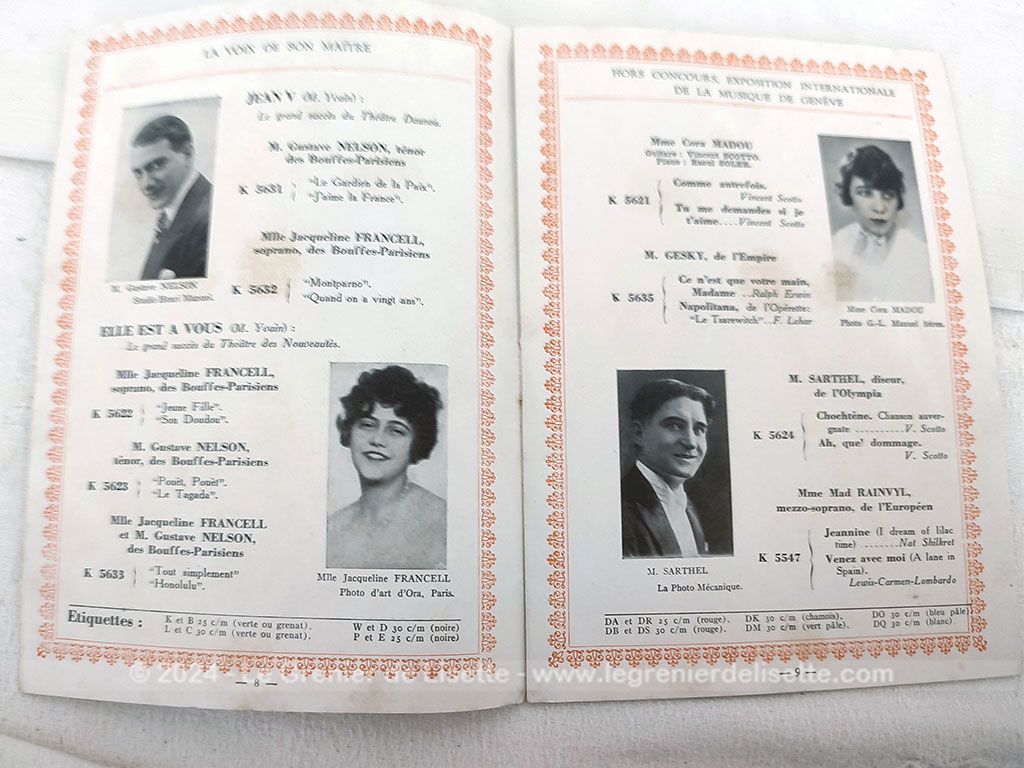 LA VOIX DE SON MAÎTRE
JEAN V (M. Yvain) :
Le grand succès du Théâtre Daunou.
M. Gustave NELSON, ténor
des Bouffes-Parisiens
K 5631 "Le Gardien de la Paix".
"J'aime la France".
Mlle Jacqueline FRANCELL,
soprano, des Bouffes-Parisiens
K 5632 "Montparno".
"Quand on a vingt ans".
M. Gustave NELSON
Studio Henri Manuel.
ELLE EST A VOUS (M. Yvain) :
Le grand succès du Théâtre des Nouveautés.
Mlle Jacqueline FRANCELL,
soprano, des Bouffes-Parisiens
K 5622 "Jeune Fille".
"Son Doudou".
M. Gustave NELSON,
ténor, des Bouffes-Parisiens
K 5623 "Pouët, Pouët".
"Le Tagada".
Mlle Jacqueline FRANCELL
et M. Gustave NELSON,
des Bouffes-Parisiens
K 5633 "Tout simplement"
"Honolulu".
Mlle Jacqueline FRANCELL
Photo d'art d'Ora, Paris.
Etiquettes : K et B 25 c/m (verte ou grenat). W et D 30 c/m (noire)
L et C 30 c/m (verte ou grenat). P et E 25 c/m (noire)
— 8 —
HORS CONCOURS, EXPOSITION INTERNATIONALE
DE LA MUSIQUE DE GENÈVE
Mme Cora MADOU
Guitare : Vincent SCOTTO.
Piano : Raoul SOLER.
K 5621 Comme autrefois.
Vincent Scotto
Tu me demandes si je
t'aime....Vincent Scotto
M. GESKY, de l'Empire
K 5635 Ce n'est que votre main,
Madame ..Ralph Erwin
Napolitana, de l'Opérette:
"Le Tsarewitch"..F. Lehar
Mme Cora MADOU
Photo G.-L. Manuel frères.
M. SARTHEL, diseur,
de l'Olympia
K 5624 Chochtène. Chanson auver-
gnate ..........V. Scotto
Ah, que! dommage.
V. Scotto
Mme Mad RAINVYL,
mezzo-soprano, de l'Européen
K 5547 Jeannine (I dream of lilac
time) .........Nat Shilkret
Venez avec moi (A lane in
Spain).
Lewis-Carmen-Lombardo
M. SARTHEL
La Photo Mécanique.
DA et DR 25 c/m (rouge). DK 30 c/m (chamois). DO 30 c/m (bleu pâle)
DB et DS 30 c/m (rouge). DM 30 c/m (vert pâle). DQ 30 c/m (blanc).
— 9 —
© 2024 - Le Grenier de Lisette - www.legrenierdelisette.com